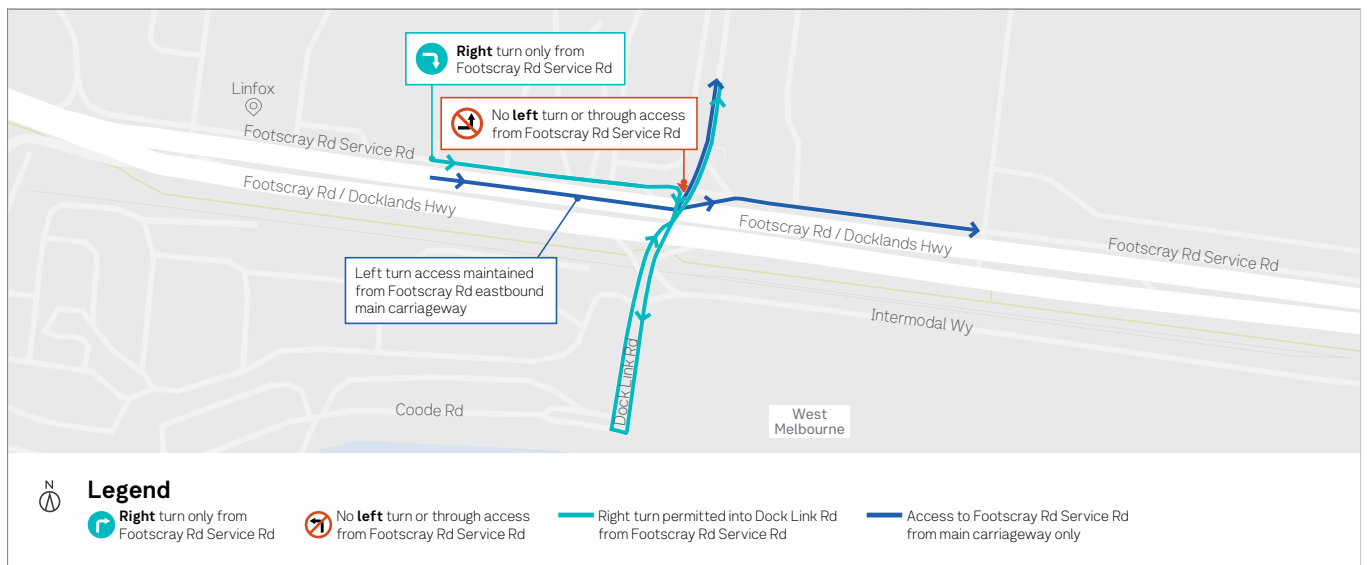 Right turn only from
Footscray Rd Service Rd
Linfox
No left turn or through access
from Footscray Rd Service Rd
Footscray Rd Service Rd
Footscray Rd / Docklands Hwy
Footscray Rd / Docklands Hwy
Footscray Rd Service Rd
Left turn access maintained
from Footscray Rd eastbound
main carriageway
Intermodal Wy
Dock Link Rd
Coode Rd
West
Melbourne
N
Legend
Right turn only from
Footscray Rd Service Rd
No left turn or through access
from Footscray Rd Service Rd
Right turn permitted into Dock Link Rd
from Footscray Rd Service Rd
Access to Footscray Rd Service Rd
from main carriageway only